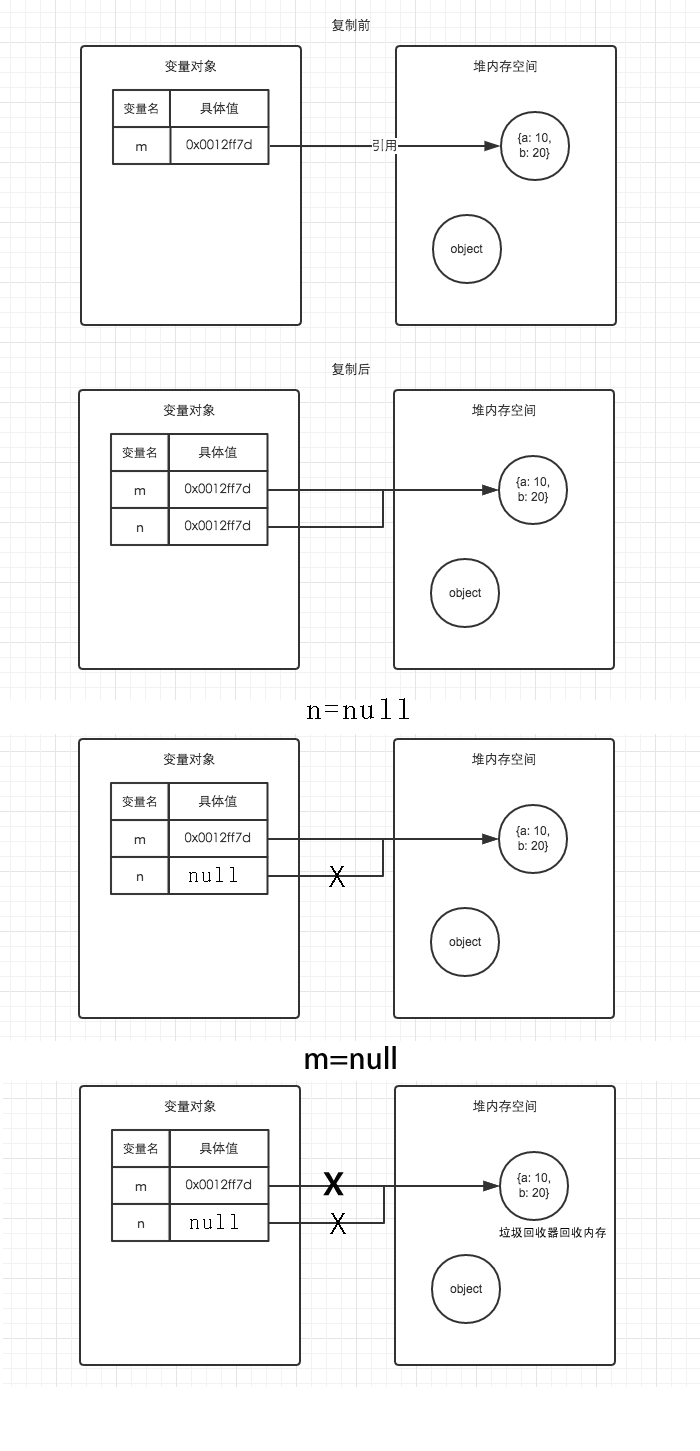 复制前
变量对象
堆内存空间
变量名 具体值
m 0x0012ff7d
引用
{a: 10,
b: 20}
object
复制后
变量对象
堆内存空间
变量名 具体值
m 0x0012ff7d
n 0x0012ff7d
{a: 10,
b: 20}
object
n=null
变量对象
堆内存空间
变量名 具体值
m 0x0012ff7d
n null
X
{a: 10,
b: 20}
object
m=null
变量对象
堆内存空间
变量名 具体值
m 0x0012ff7d
X
n null
X
{a: 10,
b: 20}
垃圾回收器回收内存
object